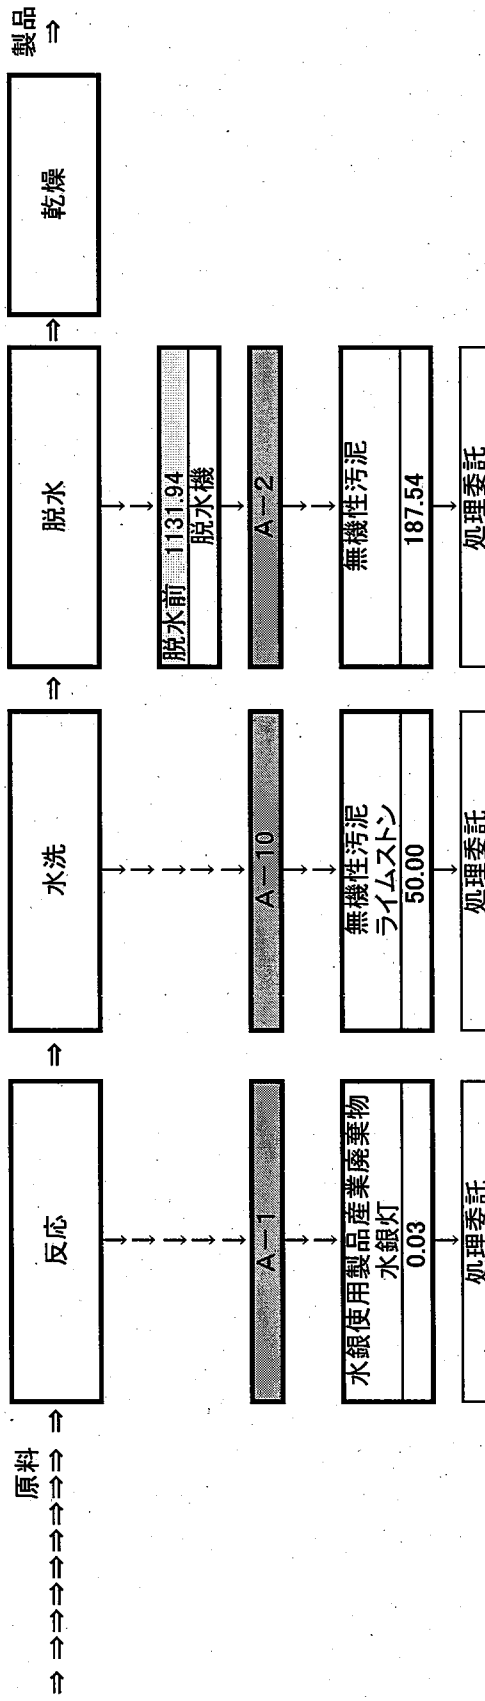 原料 ⇒ ⇒ ⇒ ⇒ ⇒ ⇒ ⇒ ⇒ ⇒ ⇒
反応 ⇒ 水洗 ⇒ 脱水 ⇒ 乾燥 ⇒ 製品
脱水前 1131.94
脱水機
A-1
A-10
A-2
水銀使用製品産業廃棄物
水銀灯
0.03
無機性汚泥
ライムストン
50.00
無機性汚泥
187.54
処理委託
処理委託
処理委託